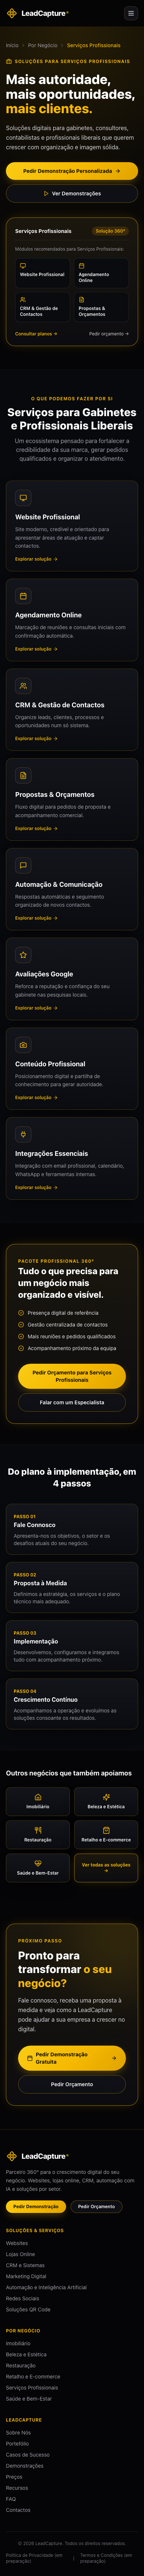 LeadCapture
Início > Por Negócio > Serviços Profissionais
SOLUÇÕES PARA SERVIÇOS PROFISSIONAIS
Mais autoridade,
mais oportunidades,
mais clientes.
Soluções digitais para gabinetes, consultores,
contabilistas e profissionais liberais que querem
crescer com um impacto mais profissional.
Pedir Demonstração Personalizada →
Ver Demonstrações
Serviços Profissionais
Solução 360º
Módulos recomendados para Serviços Profissionais:
Website Profissional
Agendamento
Online
CRM & Gestão de
Contactos
Propostas &
Orçamentos
Consultar planos →
Pedir orçamento →
O QUE PODEMOS FAZER POR SI
Serviços para Gabinetes
e Profissionais Liberais
Um ecossistema pensado para fortalecer a
credibilidade do seu gabinete, gerar pedidos
qualificados e organizar o atendimento.
Website Profissional
Site moderno, credível e orientado para
apresentar áreas de atuação e captar
contactos.
Explorar solução →
Agendamento Online
Marcação de reuniões e consultas iniciais com
confirmação automática.
Explorar solução →
CRM & Gestão de Contactos
Organize leads, clientes, processos e
oportunidades num só sistema.
Explorar solução →
Propostas & Orçamentos
Fluxo digital para pedidos de proposta e
acompanhamento comercial.
Explorar solução →
Automação & Comunicação
Respostas automáticas e seguimento
organizado de novos contactos.
Explorar solução →
Avaliações Google
Reforce a reputação e confiança do seu
gabinete nas pesquisas locais.
Explorar solução →
Conteúdo Profissional
Posicionamento digital e partilha de
conhecimento para gerar autoridade.
Explorar solução →
Integrações Essenciais
Integração com email profissional, calendário,
WhatsApp e ferramentas internas.
Explorar solução →
PACOTE PROFISSIONAL 360º
Tudo o que precisa para
um negócio mais
organizado e visível.
Presença digital de referência
Gestão centralizada de contactos
Mais reuniões e pedidos qualificados
Acompanhamento próximo da equipa
Pedir Orçamento para Serviços
Profissionais
Falar com um Especialista
Do plano à implementação, em
4 passos
PASSO 01
Fale Connosco
Apresenta-nos os objetivos, o setor e os
desafios atuais do seu negócio.
PASSO 02
Proposta à Medida
Definimos a estratégia, os serviços e o plano
técnico mais adequado.
PASSO 03
Implementação
Desenvolvemos, configuramos e integramos
tudo com acompanhamento próximo.
PASSO 04
Crescimento Contínuo
Acompanhamos a operação e evoluímos as
soluções consoante os resultados.
Outros negócios que também apoiamos
Imobiliário
Beleza e Estética
Restauração
Retalho e E-commerce
Saúde e Bem-Estar
Ver todas as soluções
→
PRÓXIMO PASSO
Pronto para
transformar o seu
negócio?
Fale connosco, receba uma proposta à
medida e veja como a LeadCapture
pode ajudar a sua empresa a crescer no
digital.
Pedir Demonstração
Gratuita →
Pedir Orçamento
LeadCapture
Parceiro 360º para o crescimento digital do seu
negócio. Websites, lojas online, CRM, automação com
IA e soluções por setor.
Pedir Demonstração
Pedir Orçamento
SOLUÇÕES & SERVIÇOS
Websites
Lojas Online
CRM e Sistemas
Marketing Digital
Automação e Inteligência Artificial
Redes Sociais
Soluções QR Code
POR NEGÓCIO
Imobiliário
Beleza e Estética
Restauração
Retalho e E-commerce
Serviços Profissionais
Saúde e Bem-Estar
LEADCAPTURE
Sobre Nós
Portefólio
Casos de Sucesso
Demonstrações
Preços
Recursos
FAQ
Contactos
© 2026 LeadCapture. Todos os direitos reservados.
Política de Privacidade (em
preparação)
|
Termos e Condições (em
preparação)